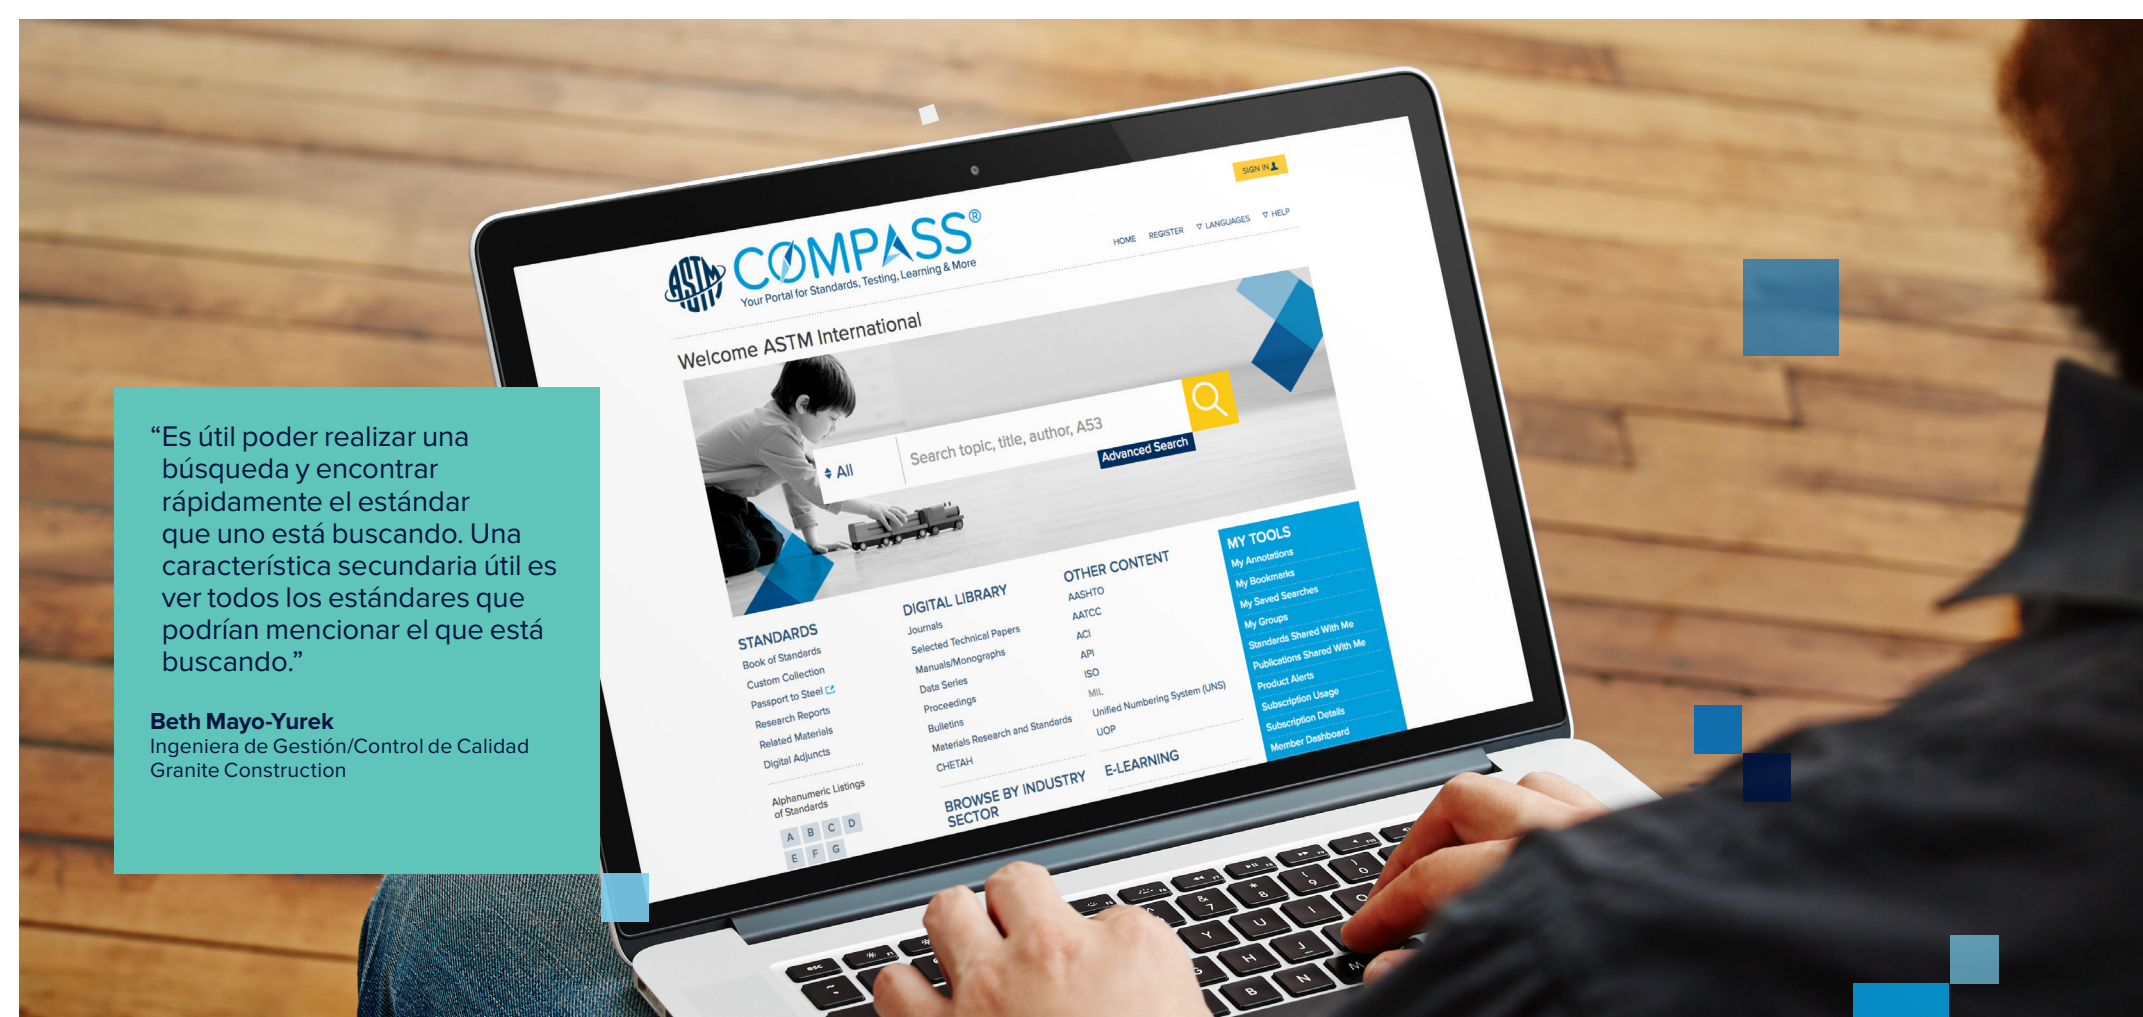 “Es útil poder realizar una
búsqueda y encontrar
rápidamente el estándar
que uno está buscando. Una
característica secundaria útil es
ver todos los estándares que
podrían mencionar el que está
buscando.”
Beth Mayo-Yurek
Ingeniera de Gestión/Control de Calidad
Granite Construction
SIGN IN
ASTM COMPASS®
Your Portal for Standards, Testing, Learning & More
HOME REGISTER LANGUAGES HELP
Welcome ASTM International
All
Search topic, title, author, A53
Advanced Search
STANDARDS
Book of Standards
Custom Collection
Passport to Steel
Research Reports
Related Materials
Digital Adjuncts
Alphanumeric Listings
of Standards
A B C D
E F G
DIGITAL LIBRARY
Journals
Selected Technical Papers
Manuals/Monographs
Data Series
Proceedings
Bulletins
Materials Research and Standards
CHETAH
BROWSE BY INDUSTRY
SECTOR
OTHER CONTENT
AASHTO
AATCC
ACI
API
ISO
MIL
Unified Numbering System (UNS)
UOP
E-LEARNING
MY TOOLS
My Annotations
My Bookmarks
My Saved Searches
My Groups
Standards Shared With Me
Publications Shared With Me
Product Alerts
Subscription Usage
Subscription Details
Member Dashboard
esc
& 7
* 8
( 9
Y U I O
H J
B N M